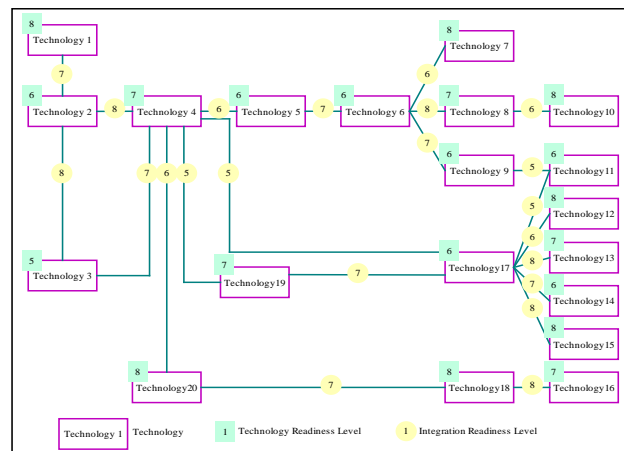 8
Technology 1
7
6
Technology 2
8
7
Technology 4
6
6
Technology 5
7
6
Technology 6
8
Technology 7
6
8
7
Technology 8
6
8
Technology10
7
6
Technology 9
5
6
Technology11
8
7
6
5
5
5
6
8
7
8
8
Technology12
7
Technology13
6
Technology14
8
Technology15
5
Technology 3
7
Technology19
7
6
Technology17
8
Technology20
7
8
Technology18
8
7
Technology16
Technology 1 Technology
1 Technology Readiness Level
1 Integration Readiness Level